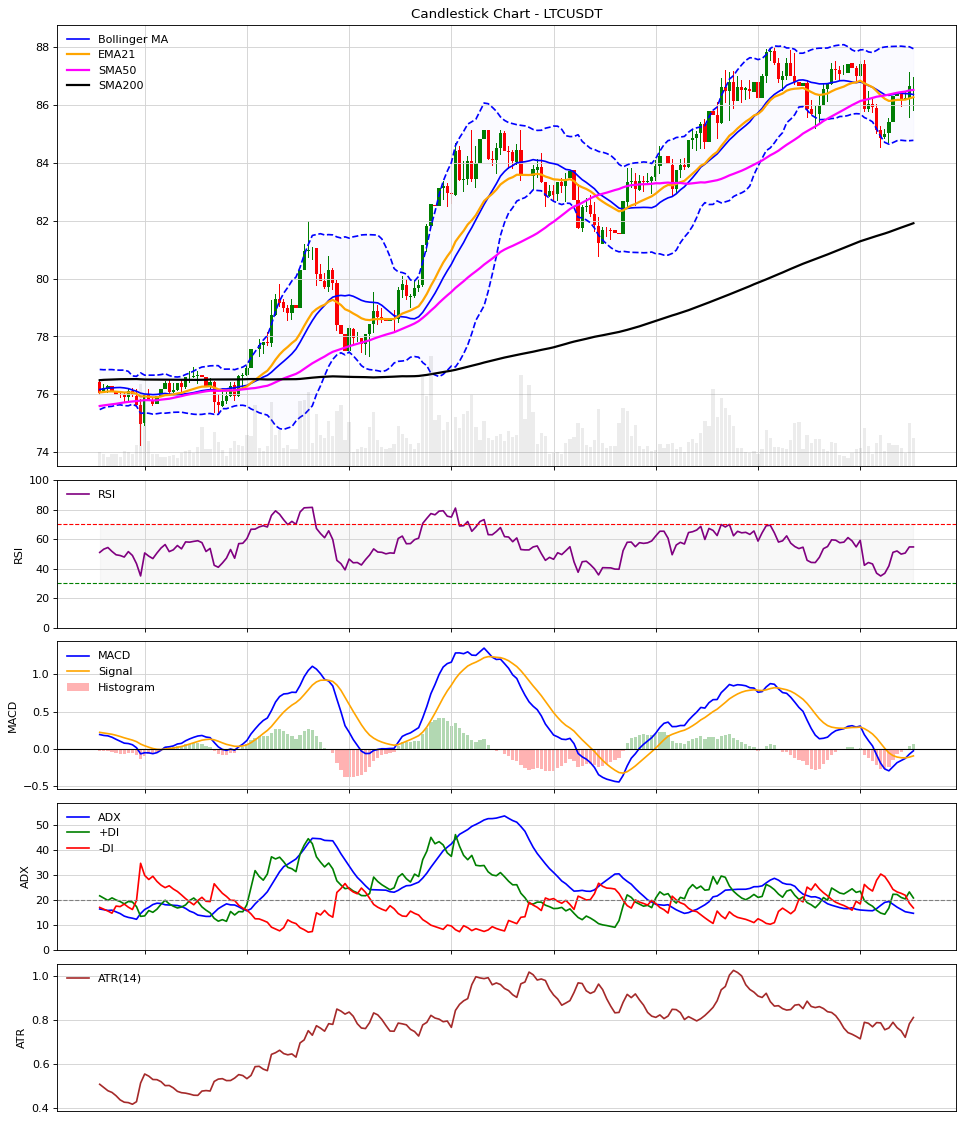 Candlestick Chart - LTCUSDT
Bollinger MA
EMA21
SMA50
SMA200
88
86
84
82
80
78
76
74
RSI
RSI
100
80
60
40
20
0
MACD
Signal
Histogram
MACD
1.0
0.5
0.0
−0.5
ADX
+DI
-DI
ADX
50
40
30
20
10
0
ATR(14)
ATR
1.0
0.8
0.6
0.4